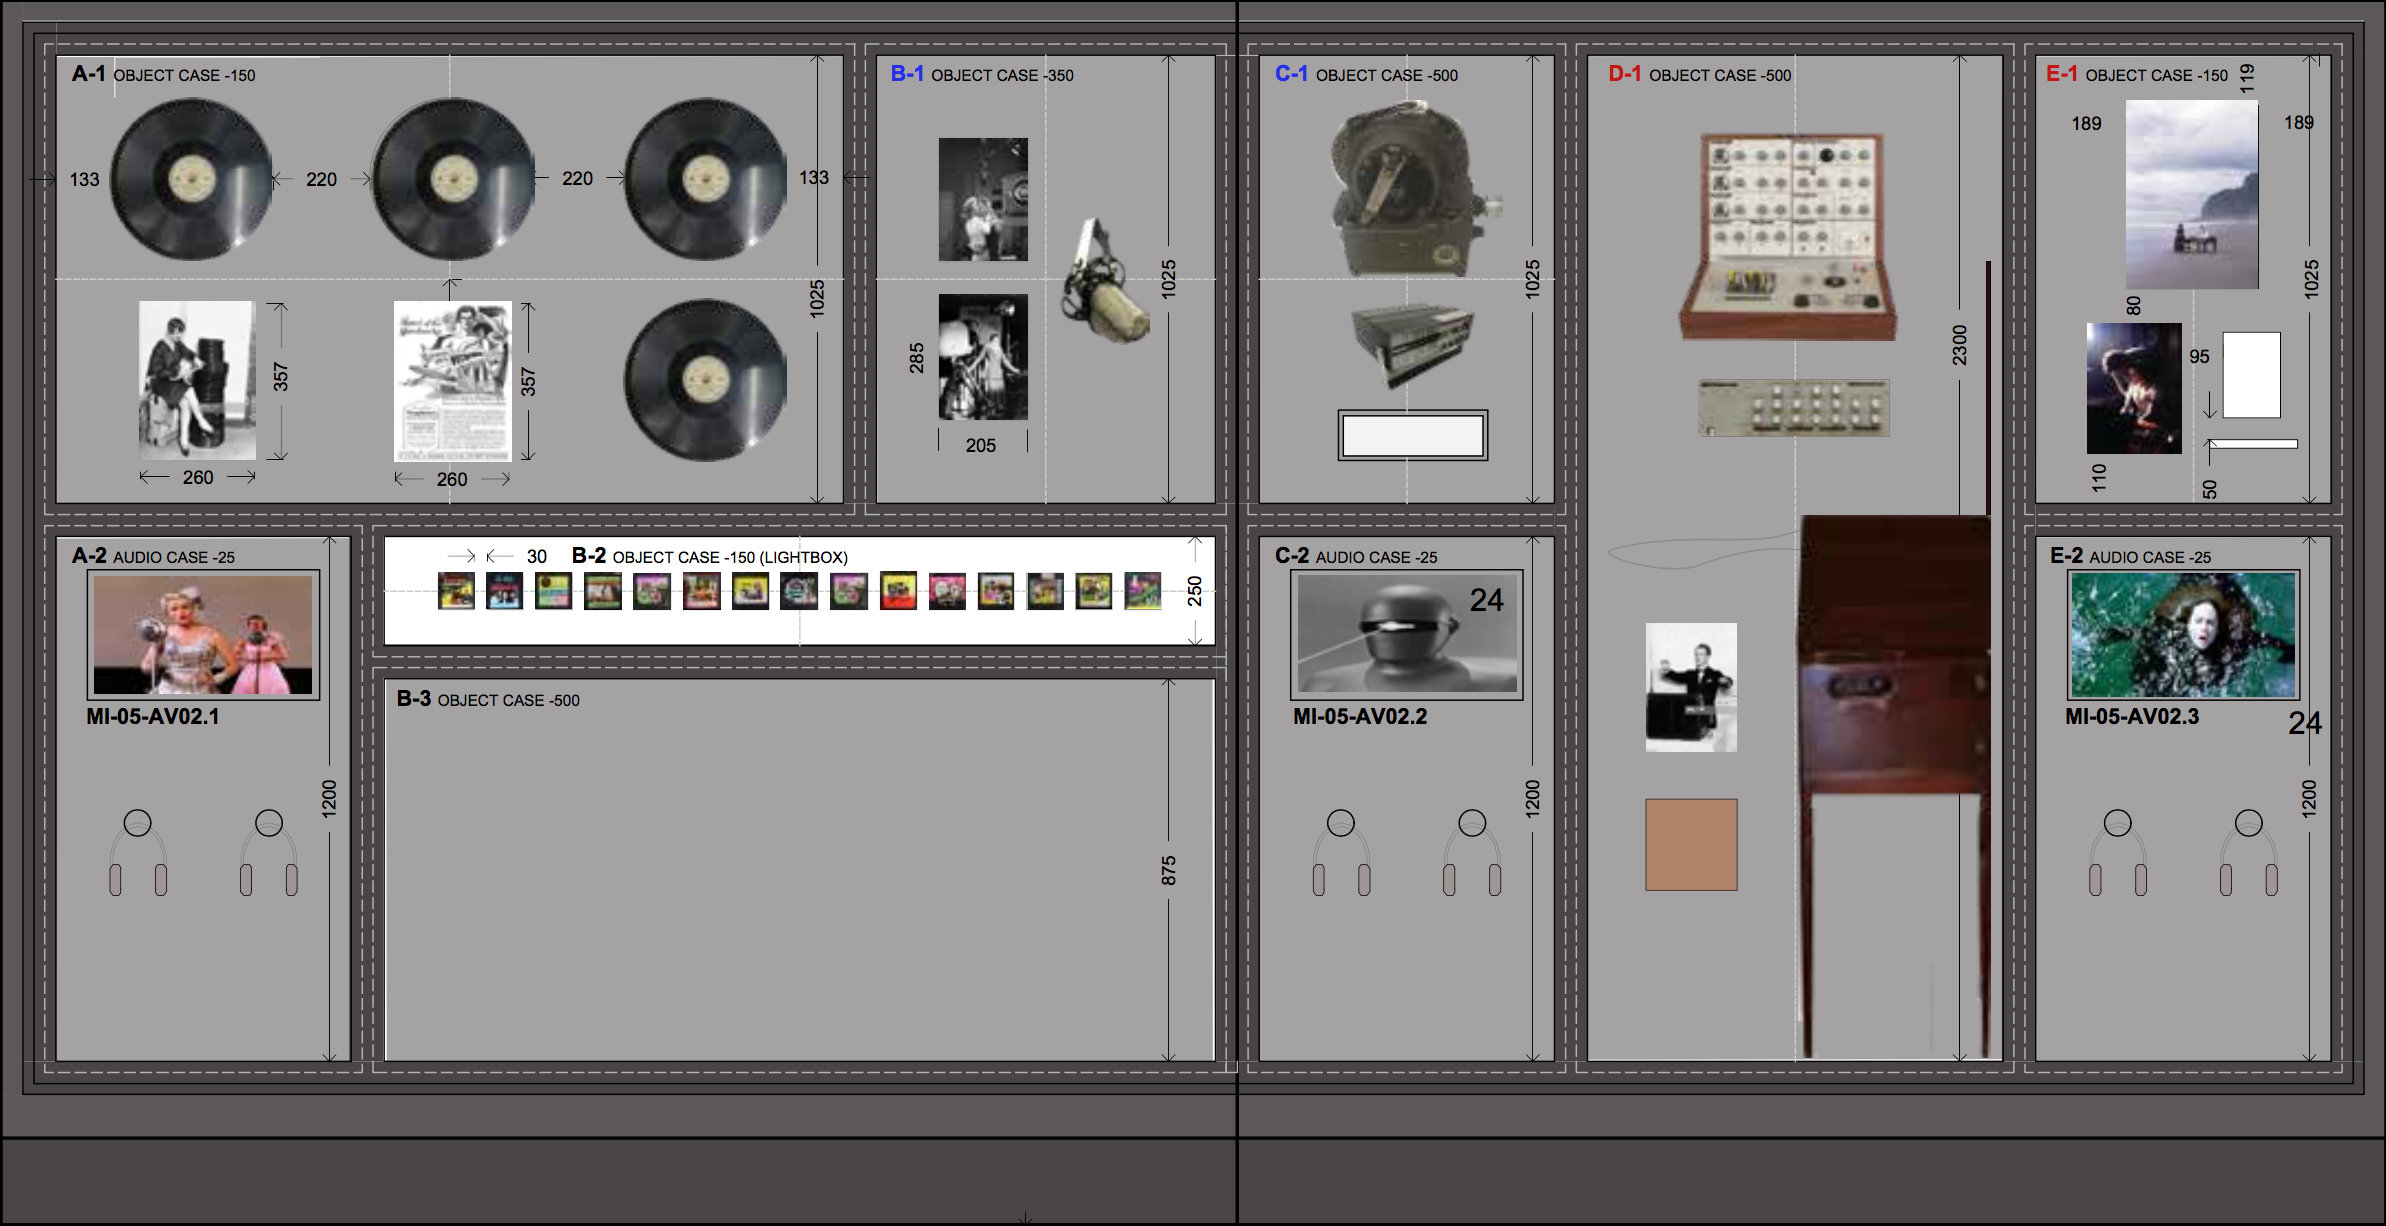 A-1 OBJECT CASE -150
133
220
220
133
1025
357
357
260
260
B-1 OBJECT CASE -350
1025
285
205
C-1 OBJECT CASE -500
1025
D-1 OBJECT CASE -500
2300
E-1 OBJECT CASE -150
119
189
189
1025
80
95
110
50
A-2 AUDIO CASE -25
MI-05-AV02.1
1200
30
B-2 OBJECT CASE -150 (LIGHTBOX)
250
B-3 OBJECT CASE -500
875
C-2 AUDIO CASE -25
24
MI-05-AV02.2
1200
E-2 AUDIO CASE -25
MI-05-AV02.3
24
1200